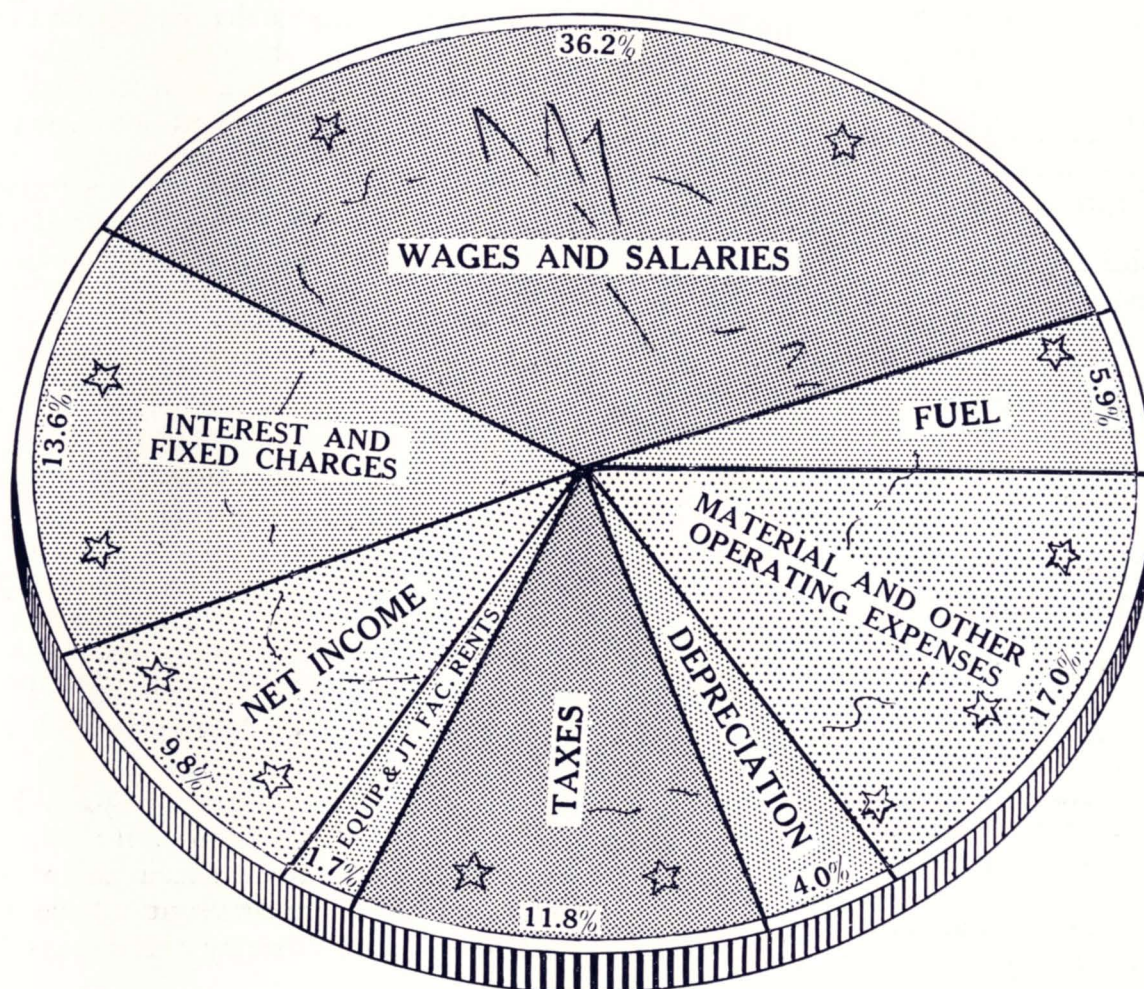 36.2%
WAGES AND SALARIES
5.9%
FUEL
MATERIAL AND OTHER
OPERATING EXPENSES
17.0%
DEPRECIATION
4.0%
TAXES
11.8%
EQUIP & JT. FAC. RENTS
1.7%
NET INCOME
9.8%
INTEREST AND
FIXED CHARGES
13.6%